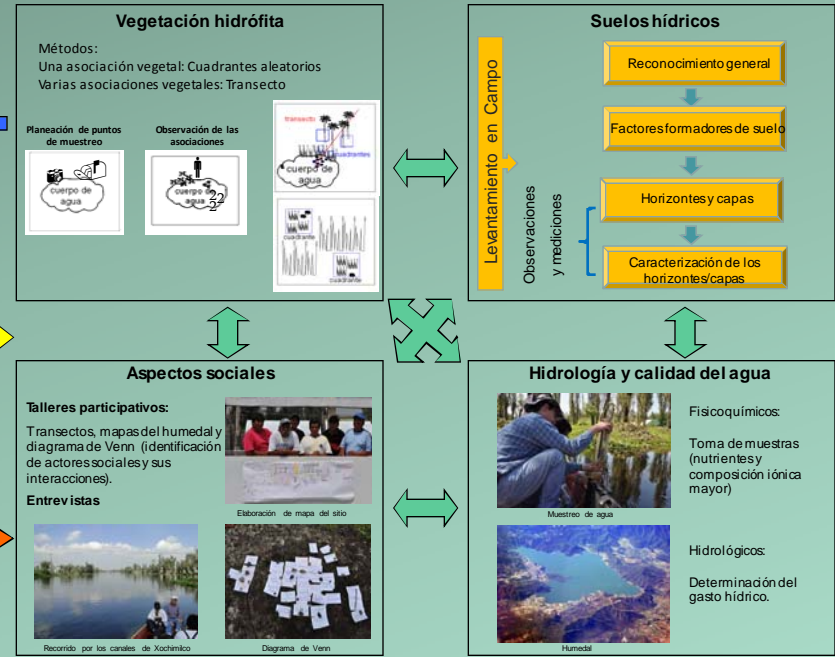 Vegetación hidrófita
Métodos:
Una asociación vegetal: Cuadrantes aleatorios
Varias asociaciones vegetales: Transecto
Planeación de puntos
de muestreo
cuerpo de
agua
Observación de las
asociaciones
cuerpo de
agua
22
2
transecto
cuadrantes
cuerpo de
agua
cuadrante
cuadrante
Suelos hídricos
Levantamiento en Campo
Reconocimiento general
Factores formadores de suelo
Observaciones
y mediciones
Horizontes y capas
Caracterización de los
horizontes/capas
Aspectos sociales
Talleres participativos:
Transectos, mapas del humedal y
diagrama de Venn (identificación
de actores sociales y sus
interacciones).
Entrevistas
Elaboración de mapa del sitio
Recorrido por los canales de Xochimilco
Diagrama de Venn
Hidrología y calidad del agua
Fisicoquímicos:
Toma de muestras
(nutrientes y
composición iónica
mayor)
Muestreo de agua
Hidrológicos:
Determinación del
gasto hídrico.
Humedal